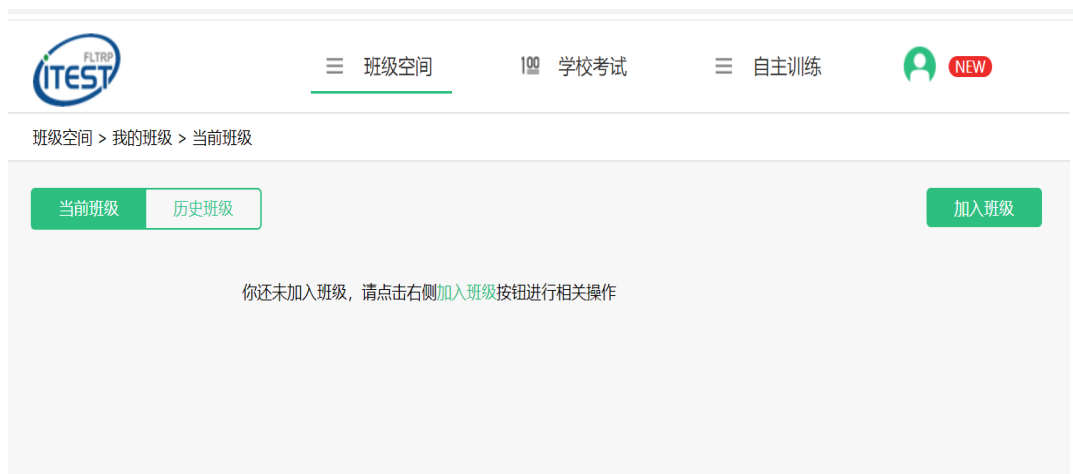 FLTRP
iTEST
班级空间
100 学校考试
自主训练
NEW
班级空间 > 我的班级 > 当前班级
当前班级
历史班级
加入班级
你还未加入班级，请点击右侧加入班级按钮进行相关操作